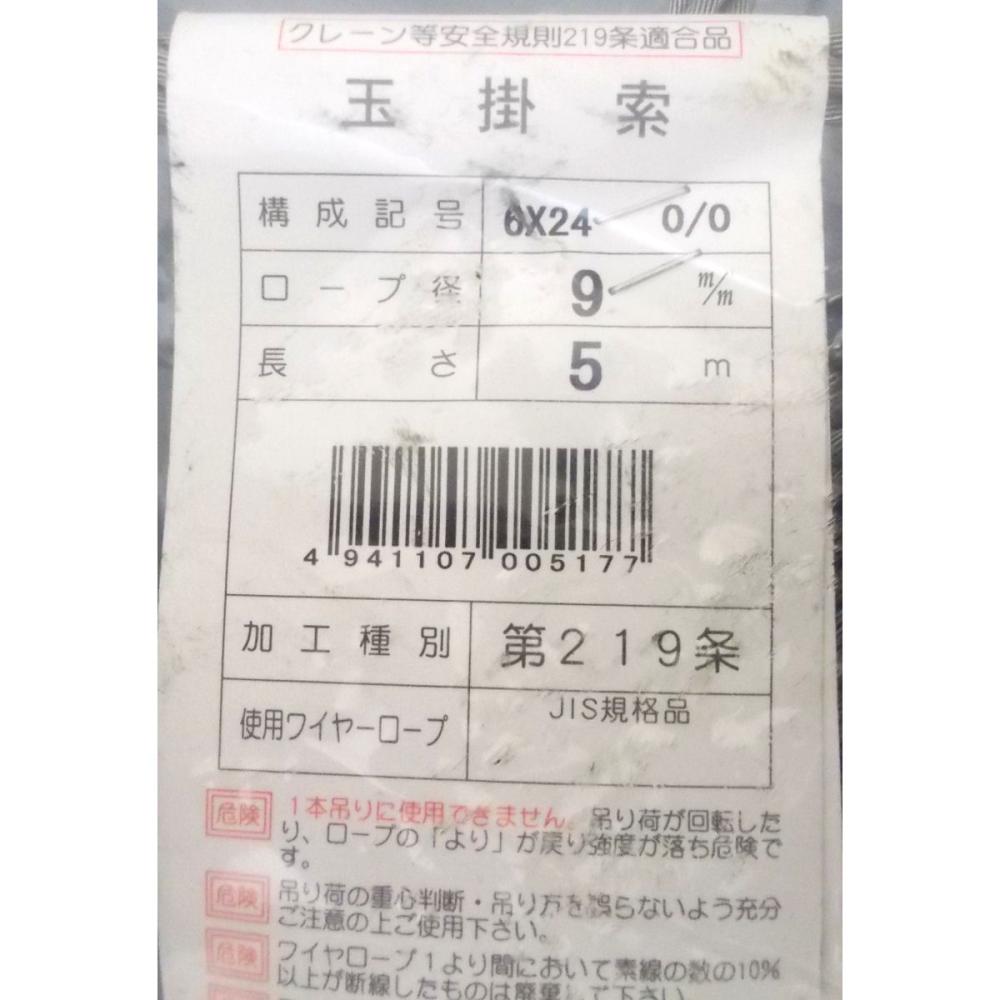 クレーン等安全規則219条適合品
玉掛索
構成記号 6X24 O/O
ロープ径 9 m/m
長さ 5 m
4 941107 005177
加工種別 第219条
使用ワイヤーロープ JIS規格品
危険 1本吊りに使用できません。吊り荷が回転した
り、ロープの「より」が戻り強度が落ち危険で
す。
危険 吊り荷の重心判断・吊り方を誤らないよう充分
ご注意の上ご使用下さい。
危険 ワイヤロープ1より間において素線の数の10%
以上が断線したものは廃棄して下さい。